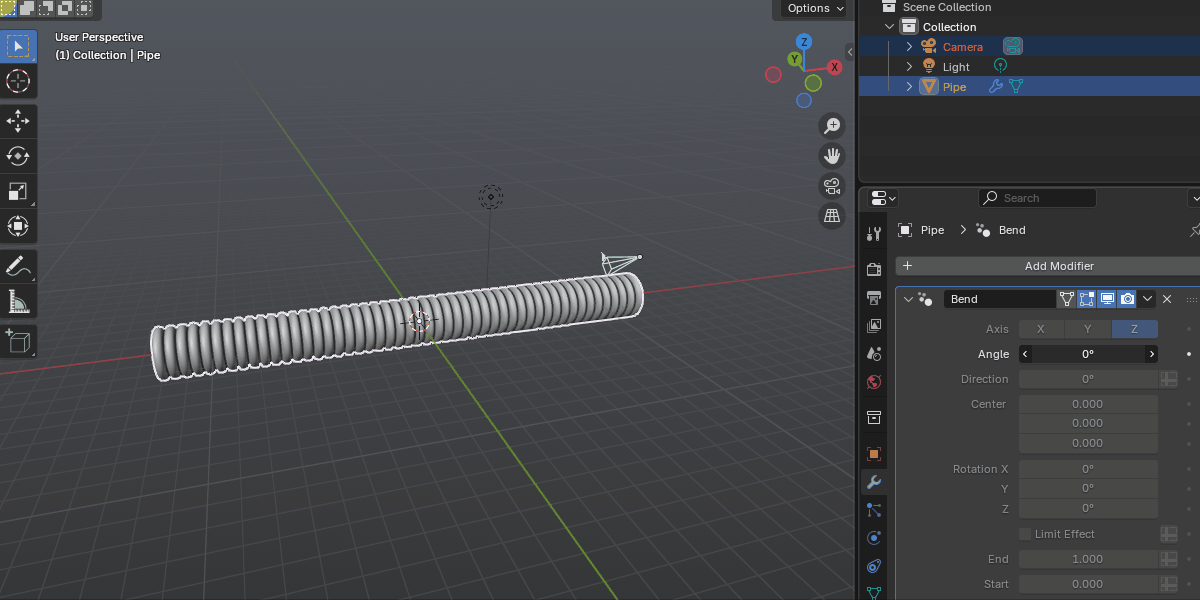 Options
Scene Collection
Collection
Camera
Light
Pipe
User Perspective
(1) Collection | Pipe
Z
Y
X
Search
Pipe
Bend
+ Add Modifier
Bend
Axis X Y Z
Angle 0°
Direction 0°
Center 0.000
0.000
0.000
Rotation X 0°
Y 0°
Z 0°
Limit Effect
End 1.000
Start 0.000